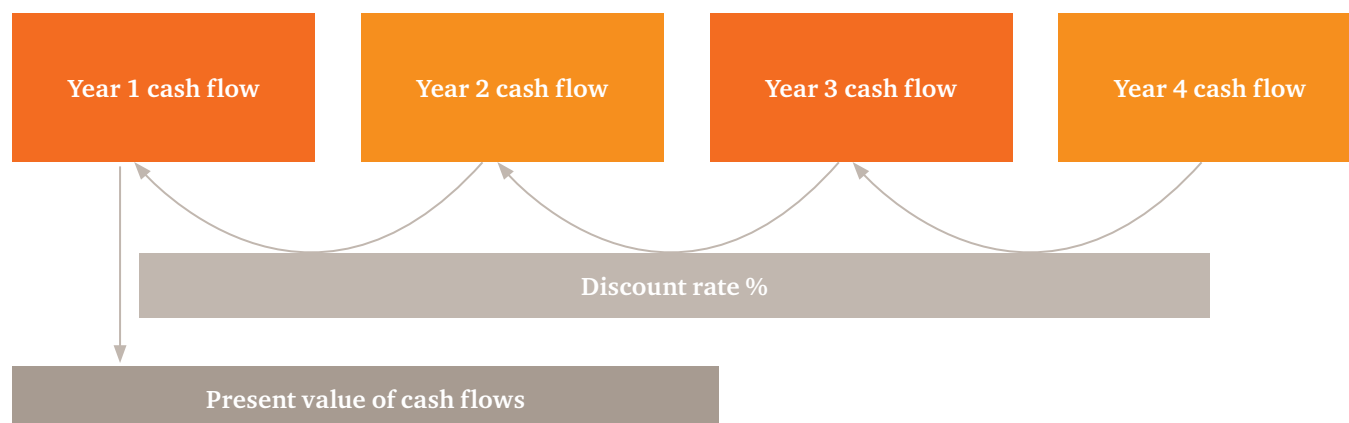 Year 1 cash flow
Year 2 cash flow
Year 3 cash flow
Year 4 cash flow
Discount rate %
Present value of cash flows